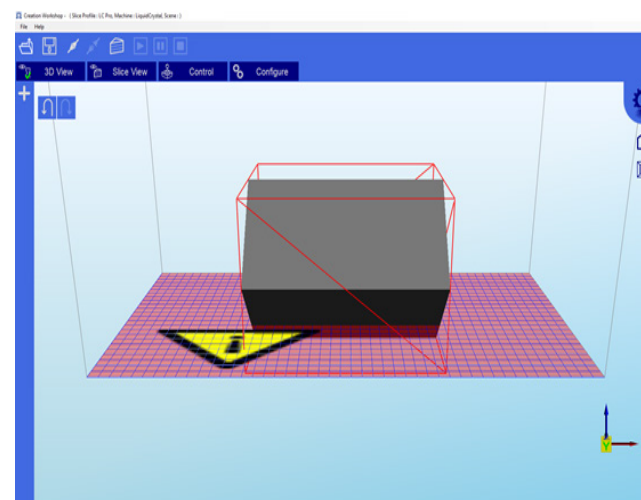 Creation Workshop - ( Slice Profile : LC Pro, Machine : LiquidCrystal, Scene : )
File Help
3D View Slice View Control Configure
Y